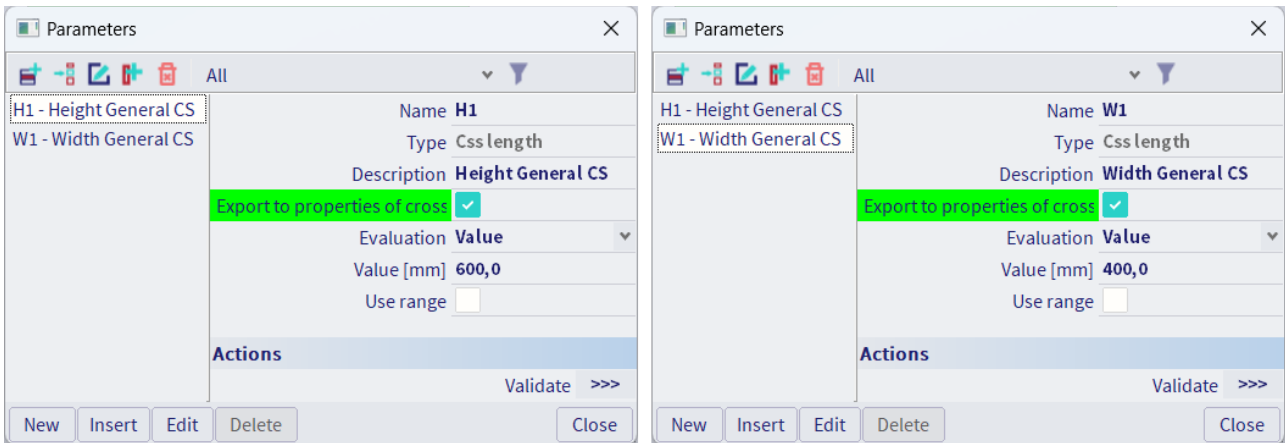 Parameters
All
H1 - Height General CS
W1 - Width General CS
Name H1
Type Css length
Description Height General CS
Export to properties of cross
Evaluation Value
Value [mm] 600,0
Use range
Actions
Validate >>>
New Insert Edit Delete Close
Parameters
All
H1 - Height General CS
W1 - Width General CS
Name W1
Type Css length
Description Width General CS
Export to properties of cross
Evaluation Value
Value [mm] 400,0
Use range
Actions
Validate >>>
New Insert Edit Delete Close